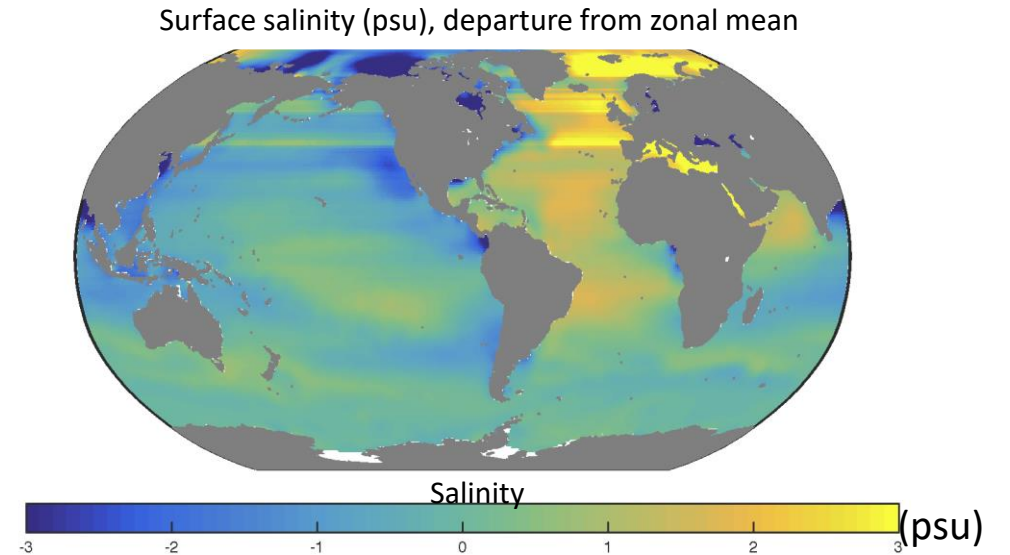 Surface salinity (psu), departure from zonal mean
Salinity
(psu)
-3 -2 -1 0 1 2 3